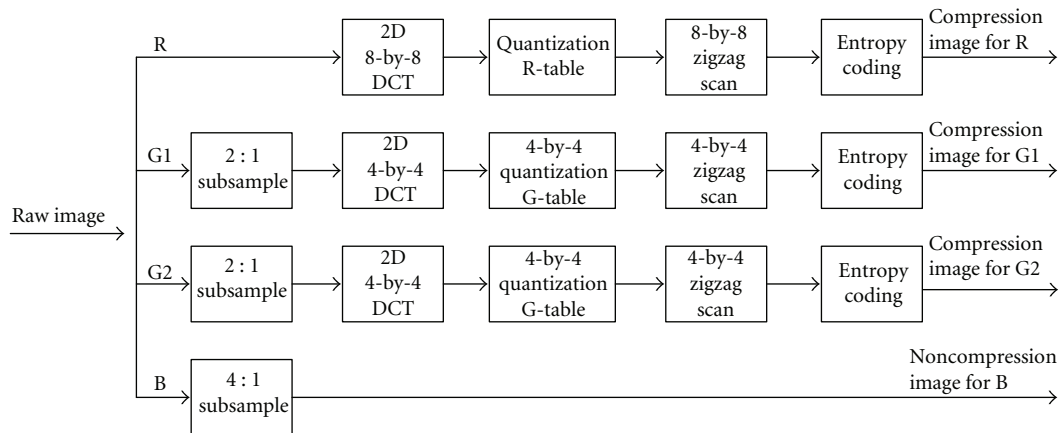 Raw image
R
2D
8-by-8
DCT
Quantization
R-table
8-by-8
zigzag
scan
Entropy
coding
Compression
image for R
G1
2 : 1
subsample
2D
4-by-4
DCT
4-by-4
quantization
G-table
4-by-4
zigzag
scan
Entropy
coding
Compression
image for G1
G2
2 : 1
subsample
2D
4-by-4
DCT
4-by-4
quantization
G-table
4-by-4
zigzag
scan
Entropy
coding
Compression
image for G2
B
4 : 1
subsample
Noncompression
image for B